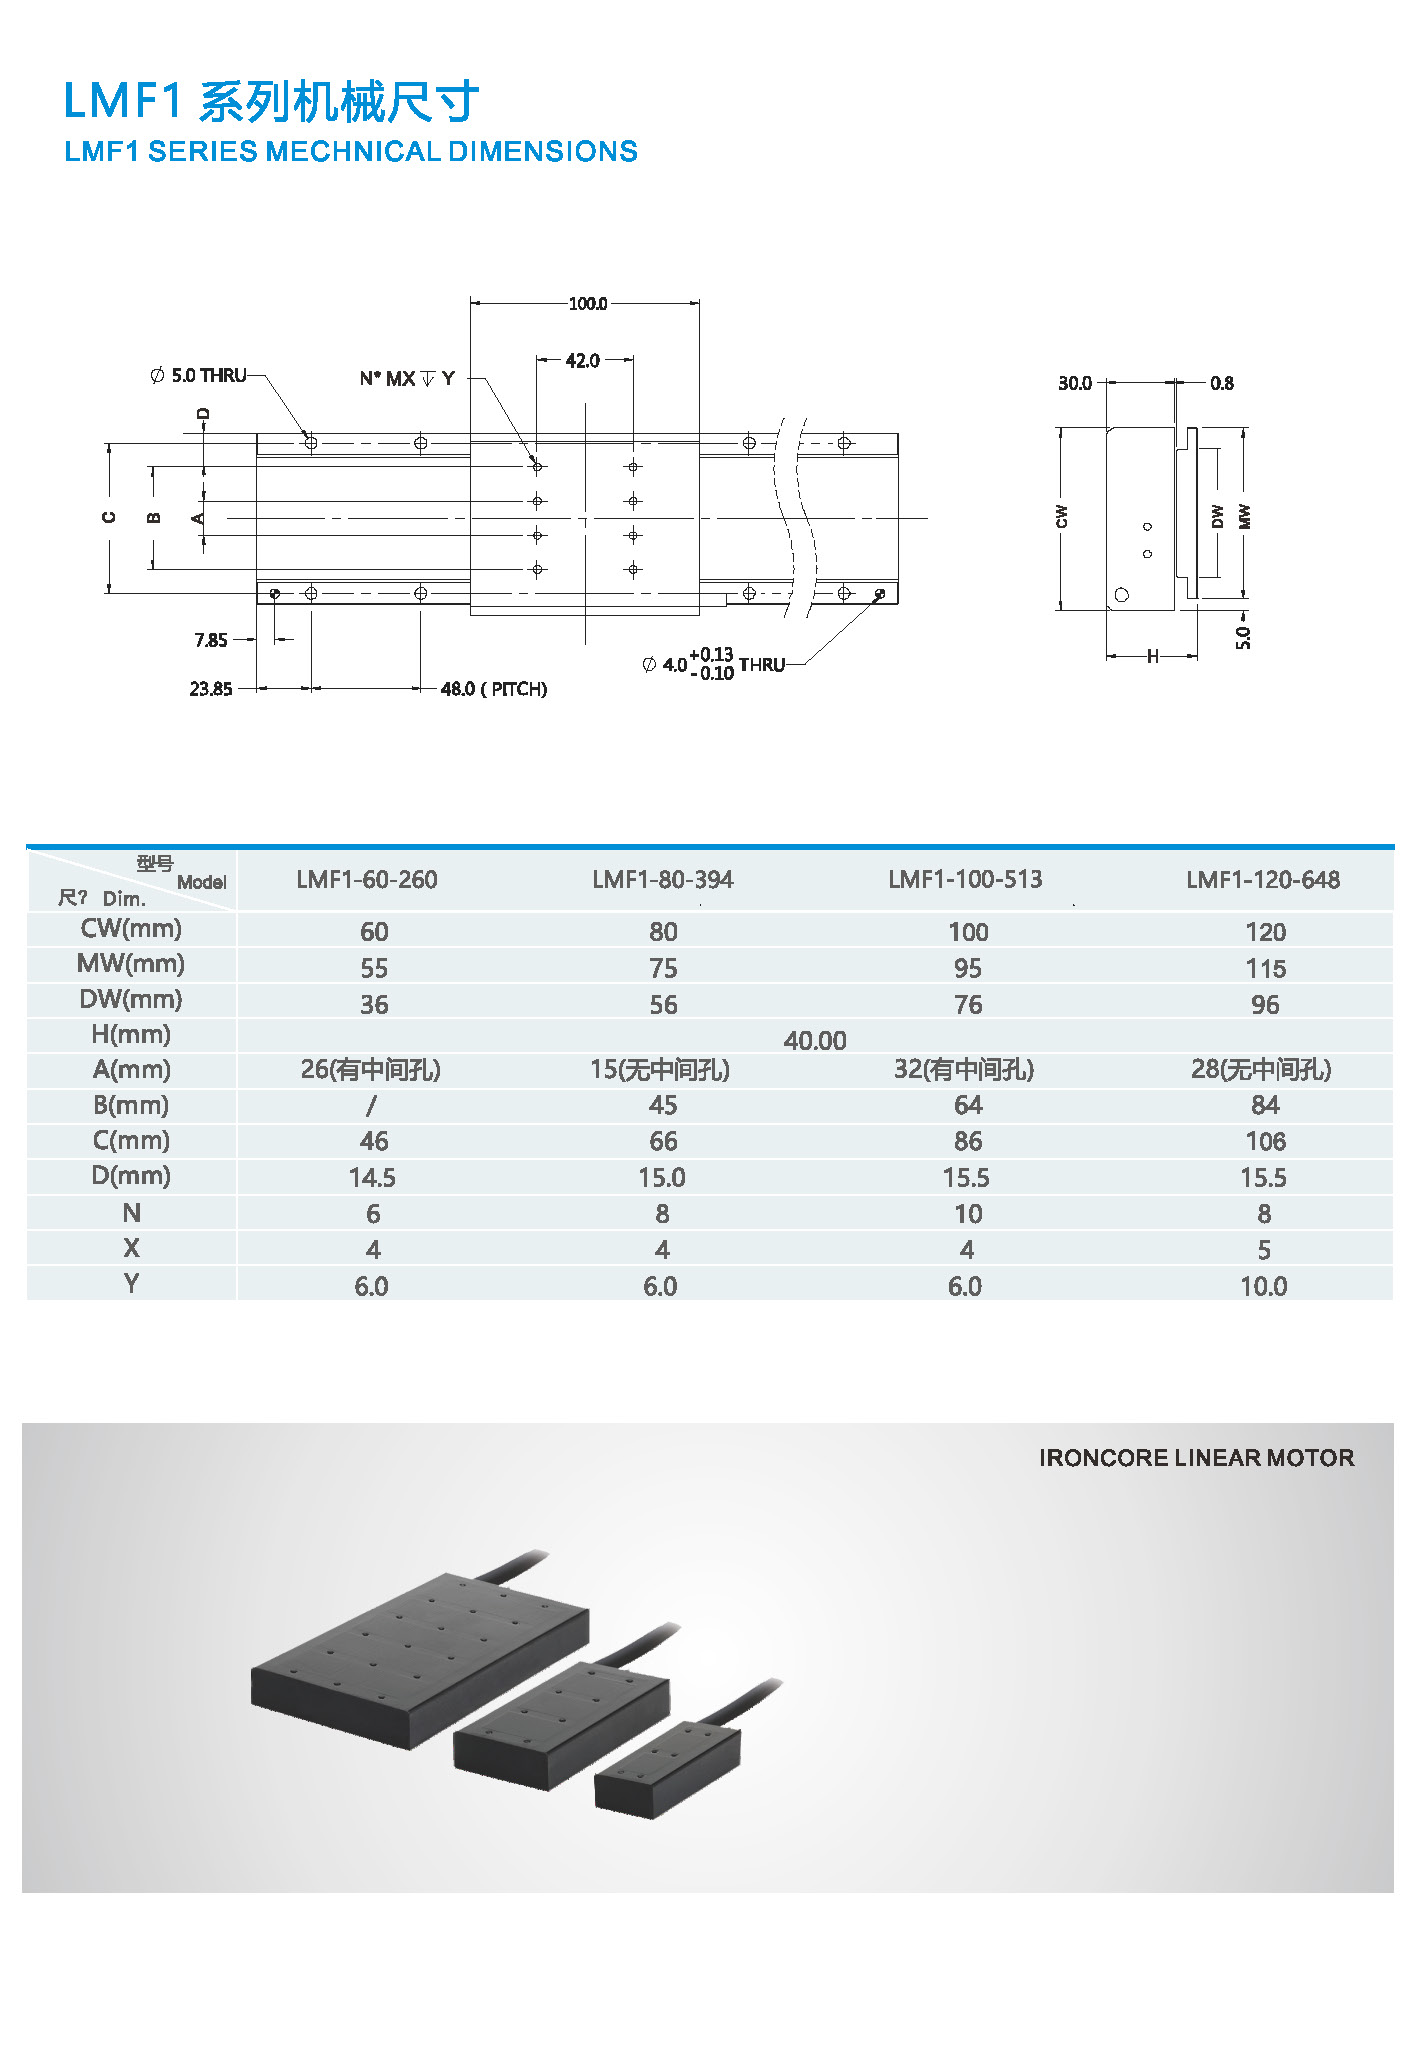 LMF1 系列机械尺寸
LMF1 SERIES MECHNICAL DIMENSIONS
100.0
42.0
Ø 5.0 THRU
N* MX ↧ Y
30.0
0.8
D
C
B
A
CW
DW
MW
7.85
Ø 4.0 +0.13 -0.10 THRU
H
5.0
23.85
48.0 ( PITCH)
型号
Model
尺? Dim.
LMF1-60-260 LMF1-80-394 LMF1-100-513 LMF1-120-648
CW(mm) 60 80 100 120
MW(mm) 55 75 95 115
DW(mm) 36 56 76 96
H(mm) 40.00
A(mm) 26(有中间孔) 15(无中间孔) 32(有中间孔) 28(无中间孔)
B(mm) / 45 64 84
C(mm) 46 66 86 106
D(mm) 14.5 15.0 15.5 15.5
N 6 8 10 8
X 4 4 4 5
Y 6.0 6.0 6.0 10.0
IRONCORE LINEAR MOTOR